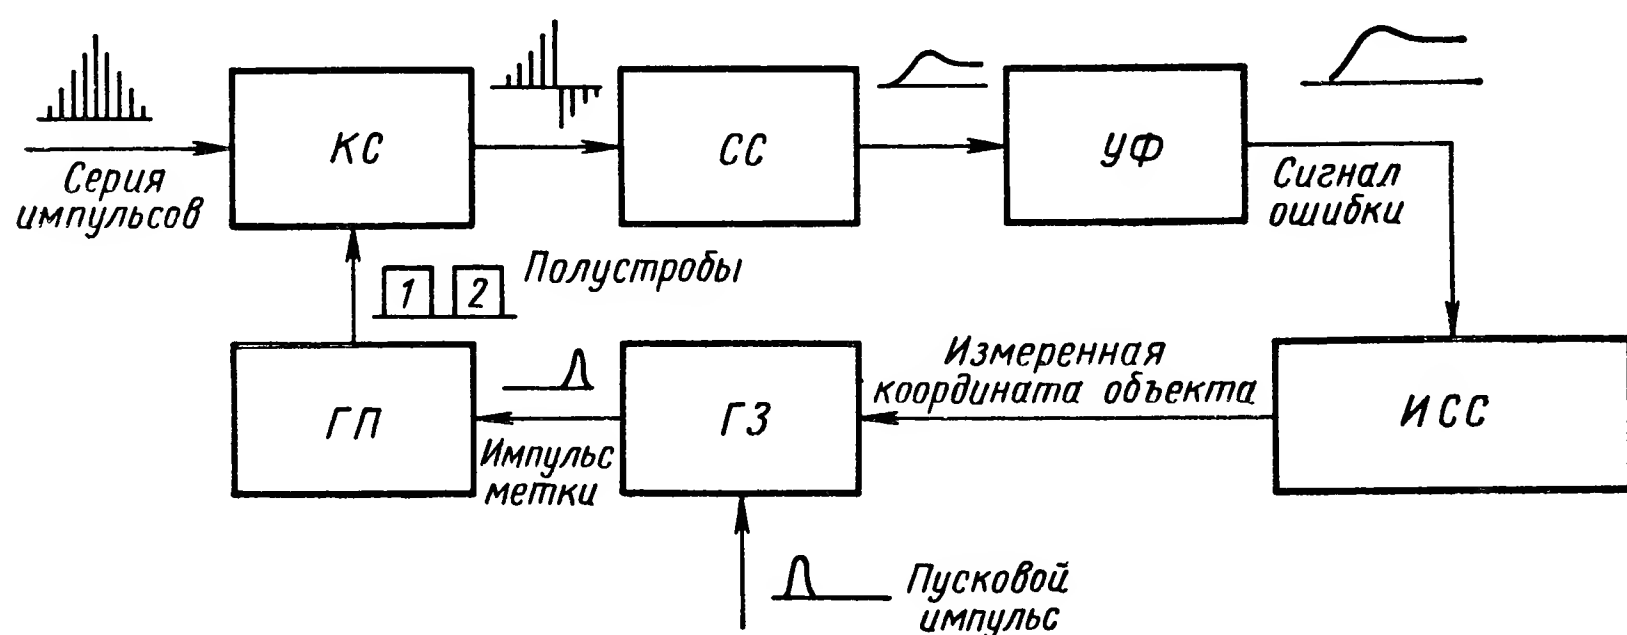 КС
СС
УФ
Серия
импульсов
Сигнал
ошибки
Полустробы
1 2
Измеренная
координата объекта
ГП
ГЗ
ИСС
Импульс
метки
Пусковой
импульс